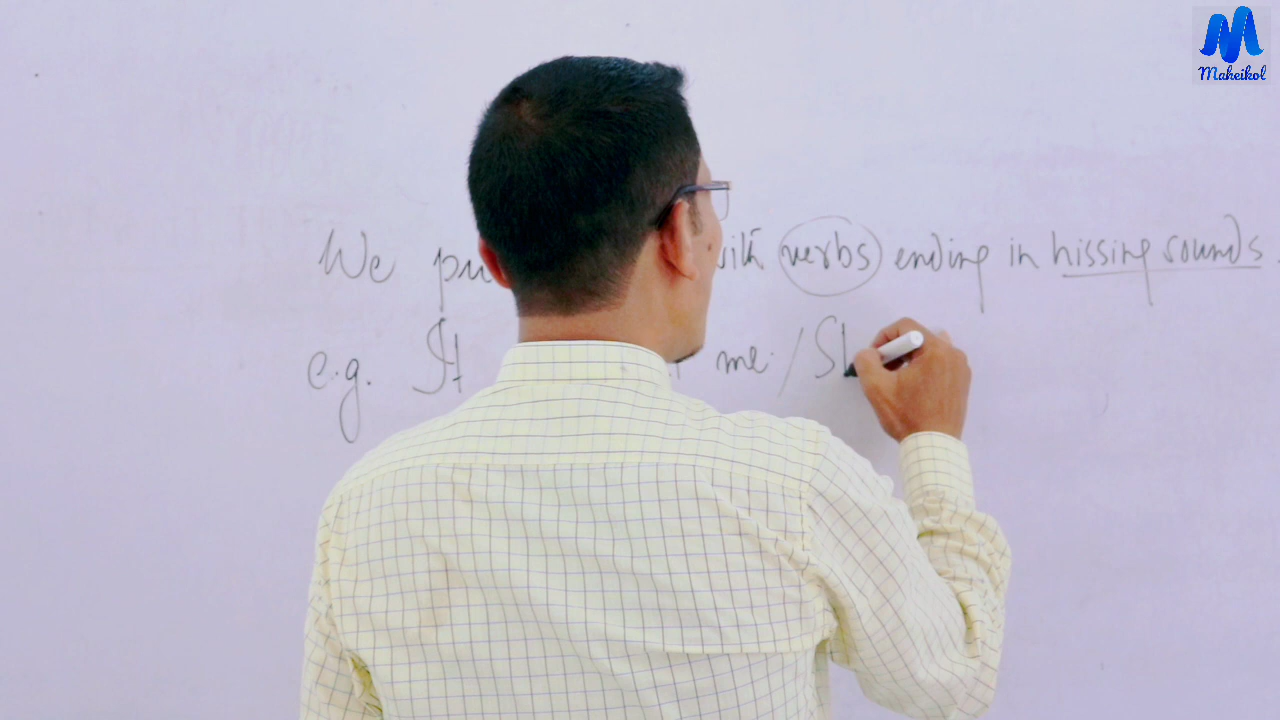 We pu with verbs ending in hissing sounds.
e.g. It me. / Sh
Maheikol